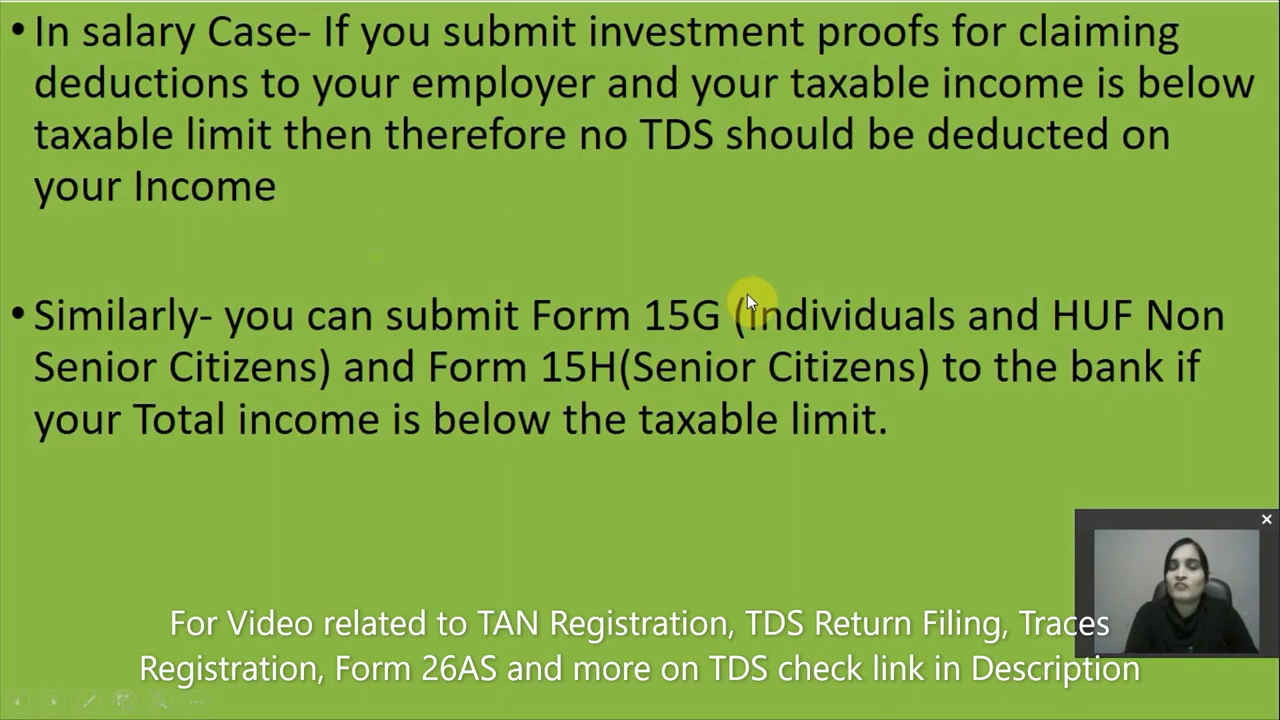 • In salary Case- If you submit investment proofs for claiming
deductions to your employer and your taxable income is below
taxable limit then therefore no TDS should be deducted on
your Income
• Similarly- you can submit Form 15G (Individuals and HUF Non
Senior Citizens) and Form 15H(Senior Citizens) to the bank if
your Total income is below the taxable limit.
For Video related to TAN Registration, TDS Return Filing, Traces
Registration, Form 26AS and more on TDS check link in Description